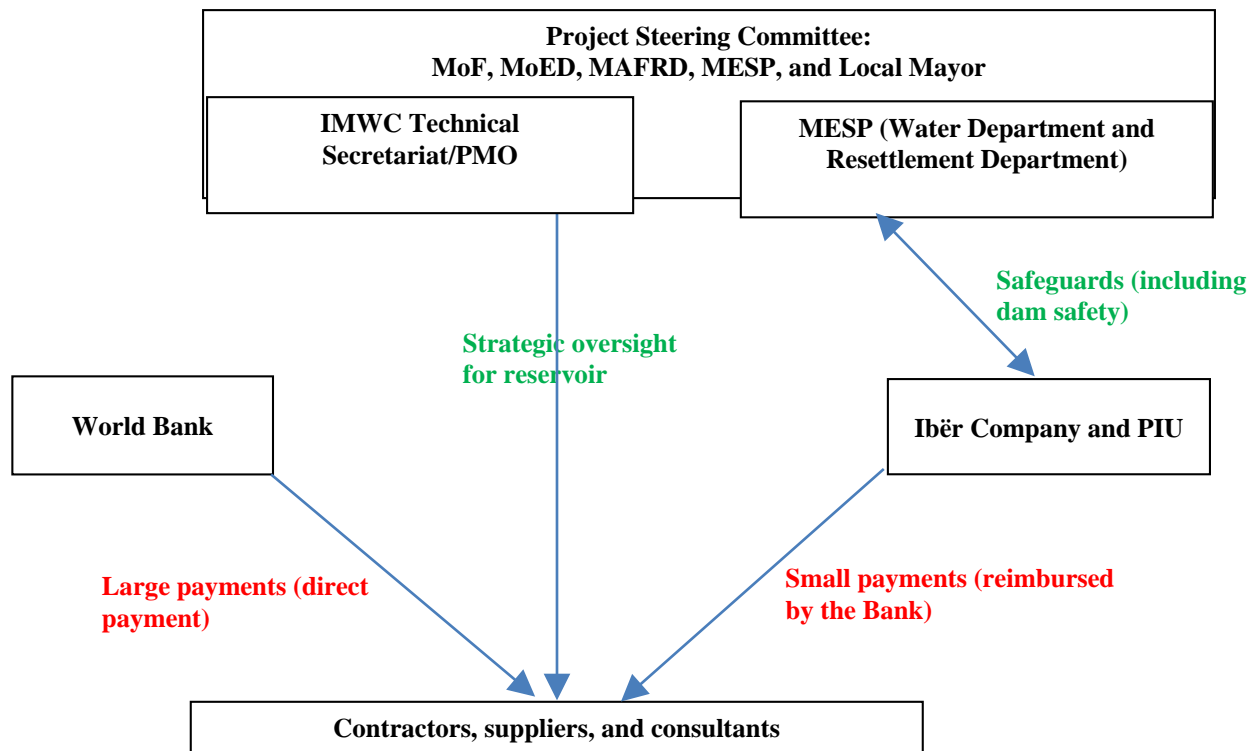 Project Steering Committee:
MoF, MoED, MAFRD, MESP, and Local Mayor
IMWC Technical
Secretariat/PMO
MESP (Water Department and
Resettlement Department)
Safeguards (including
dam safety)
Strategic oversight
for reservoir
World Bank
Ibër Company and PIU
Large payments (direct
payment)
Small payments (reimbursed
by the Bank)
Contractors, suppliers, and consultants